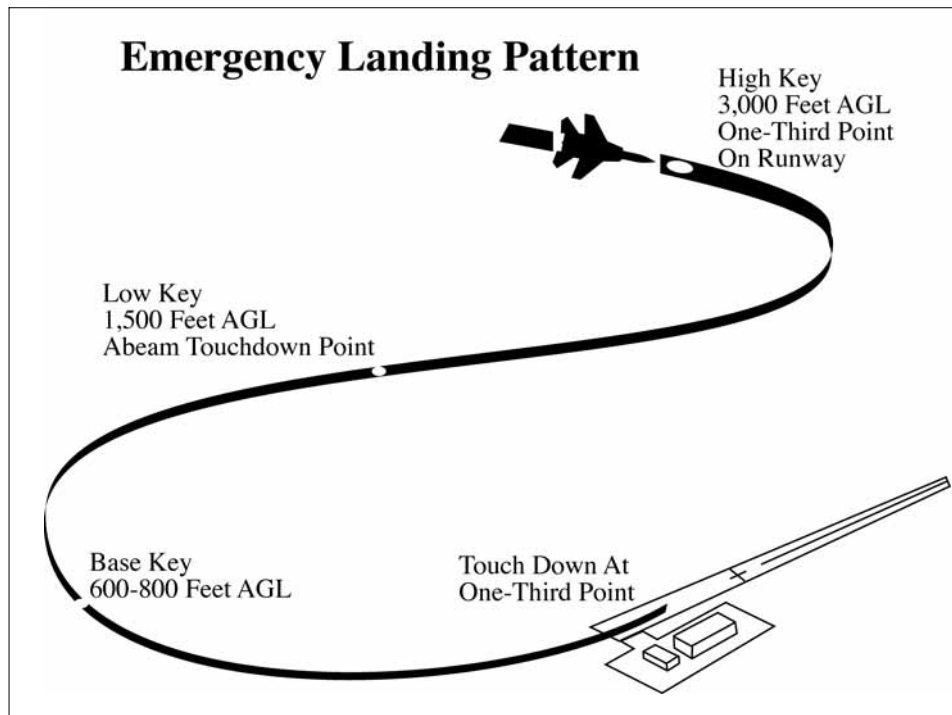 Emergency Landing Pattern
High Key
3,000 Feet AGL
One-Third Point
On Runway
Low Key
1,500 Feet AGL
Abeam Touchdown Point
Base Key
600-800 Feet AGL
Touch Down At
One-Third Point